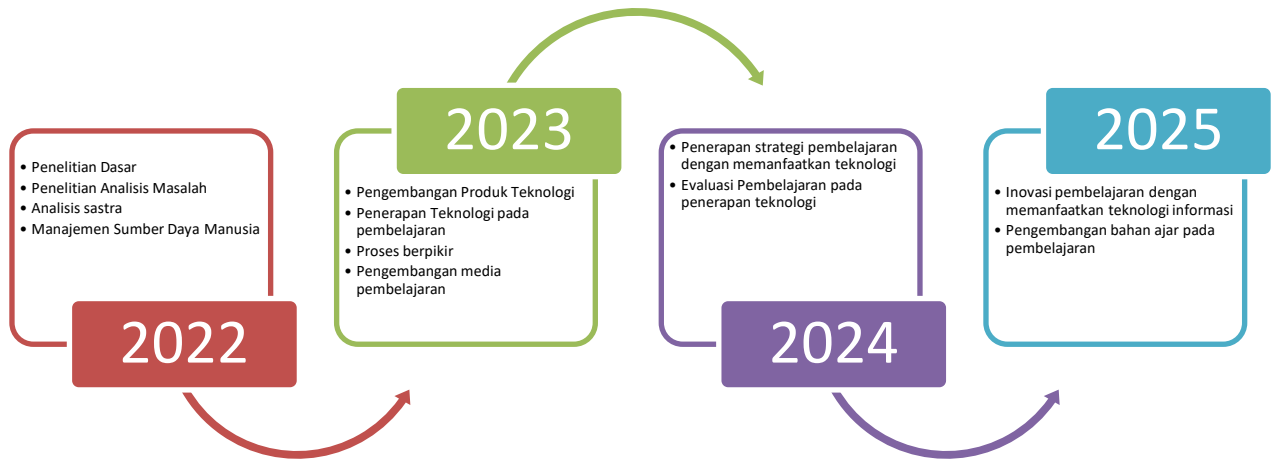 • Penelitian Dasar
• Penelitian Analisis Masalah
• Analisis sastra
• Manajemen Sumber Daya Manusia
2022
2023
• Pengembangan Produk Teknologi
• Penerapan Teknologi pada
pembelajaran
• Proses berpikir
• Pengembangan media
pembelajaran
• Penerapan strategi pembelajaran
dengan memanfaatkan teknologi
• Evaluasi Pembelajaran pada
penerapan teknologi
2024
2025
• Inovasi pembelajaran dengan
memanfaatkan teknologi informasi
• Pengembangan bahan ajar pada
pembelajaran